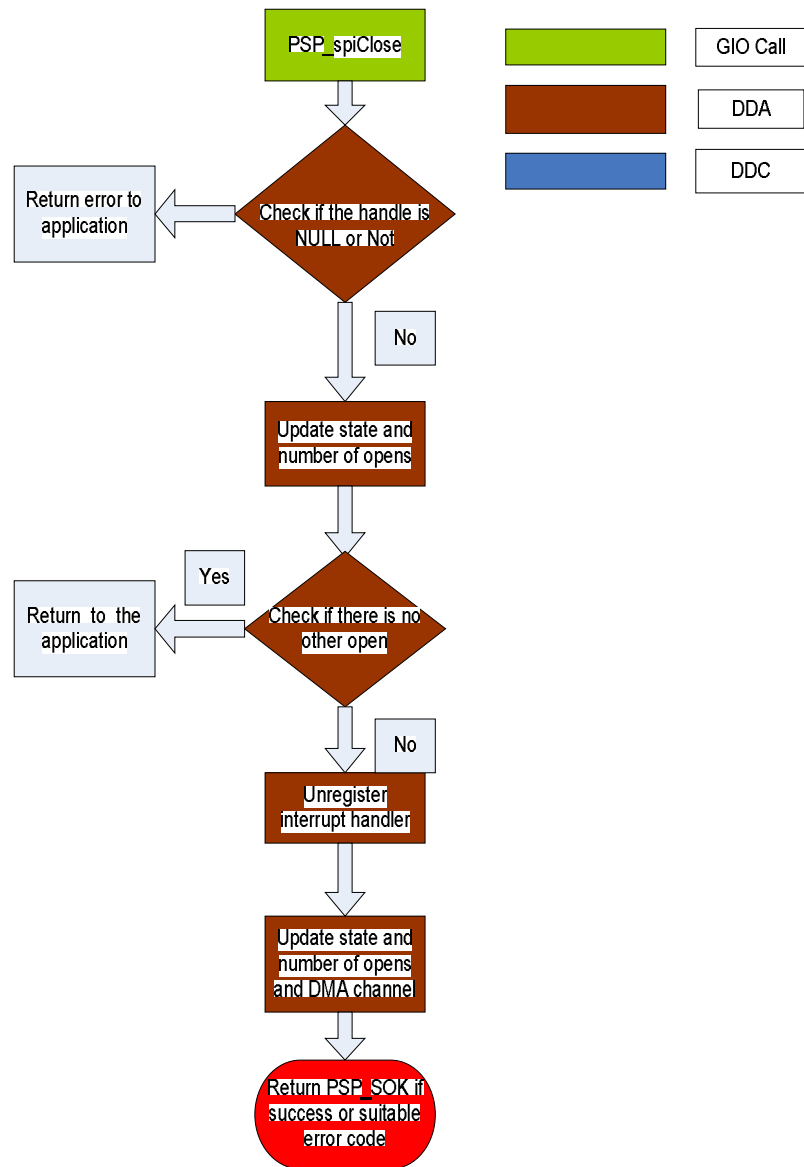 PSP_spiClose
GIO Call
DDA
DDC
Return error to
application
Check if the handle is
NULL or Not
No
Update state and
number of opens
Yes
Return to the
application
Check if there is no
other open
No
Unregister
interrupt handler
Update state and
number of opens
and DMA channel
Return PSP_SOK if
success or suitable
error code